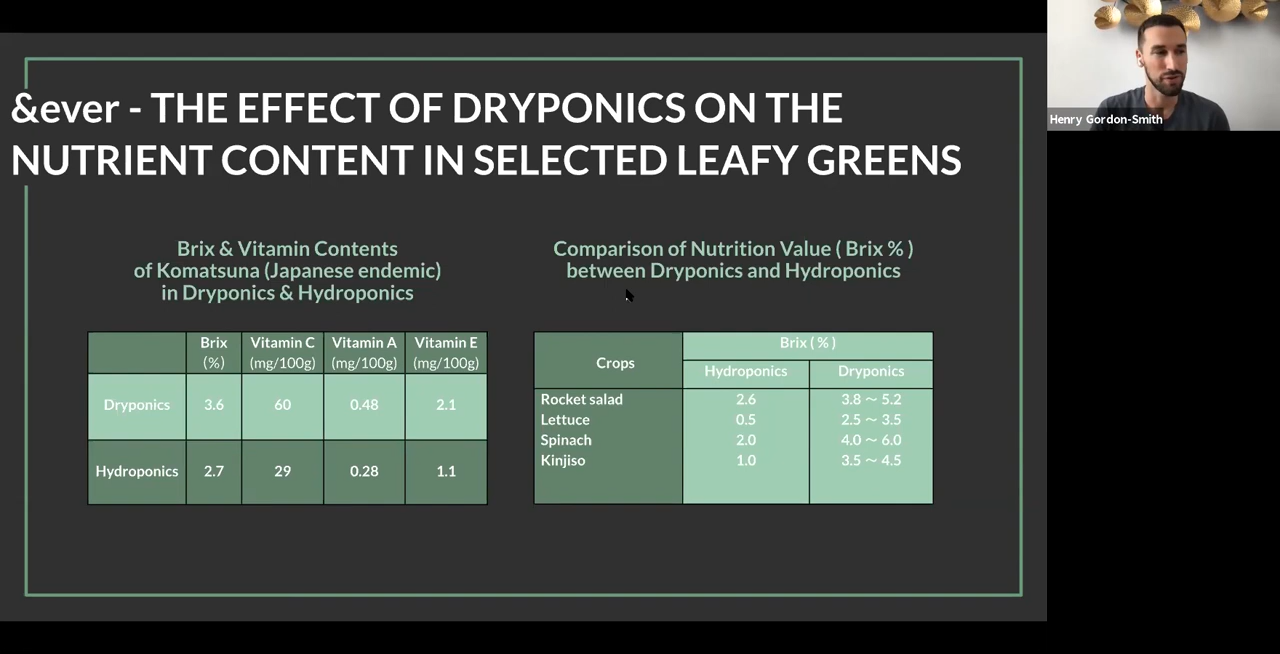 &ever - THE EFFECT OF DRYPONICS ON THE
NUTRIENT CONTENT IN SELECTED LEAFY GREENS
Brix & Vitamin Contents
of Komatsuna (Japanese endemic)
in Dryponics & Hydroponics
Brix (%) Vitamin C (mg/100g) Vitamin A (mg/100g) Vitamin E (mg/100g)
Dryponics 3.6 60 0.48 2.1
Hydroponics 2.7 29 0.28 1.1
Comparison of Nutrition Value ( Brix % )
between Dryponics and Hydroponics
Crops Brix ( % )
Hydroponics Dryponics
Rocket salad 2.6 3.8 ～ 5.2
Lettuce 0.5 2.5 ～ 3.5
Spinach 2.0 4.0 ～ 6.0
Kinjiso 1.0 3.5 ～ 4.5
Henry Gordon-Smith